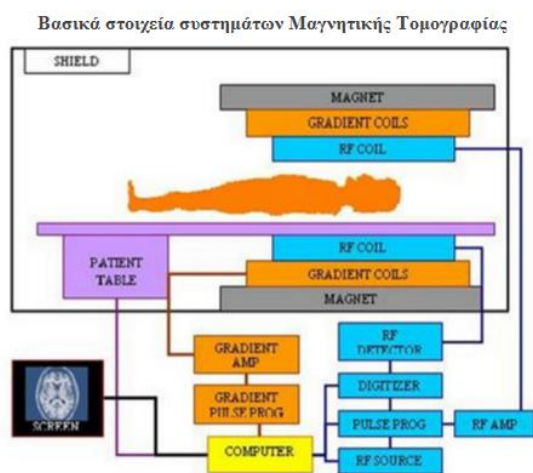 Βασικά στοιχεία συστημάτων Μαγνητικής Τομογραφίας
SHIELD
MAGNET
GRADIENT COILS
RF COIL
PATIENT
TABLE
RF COIL
GRADIENT COILS
MAGNET
GRADIENT
AMP
GRADIENT
PULSE PROG
COMPUTER
SCREEN
RF
DETECTOR
DIGITIZER
PULSE PROG
RF AMP
RF SOURCE